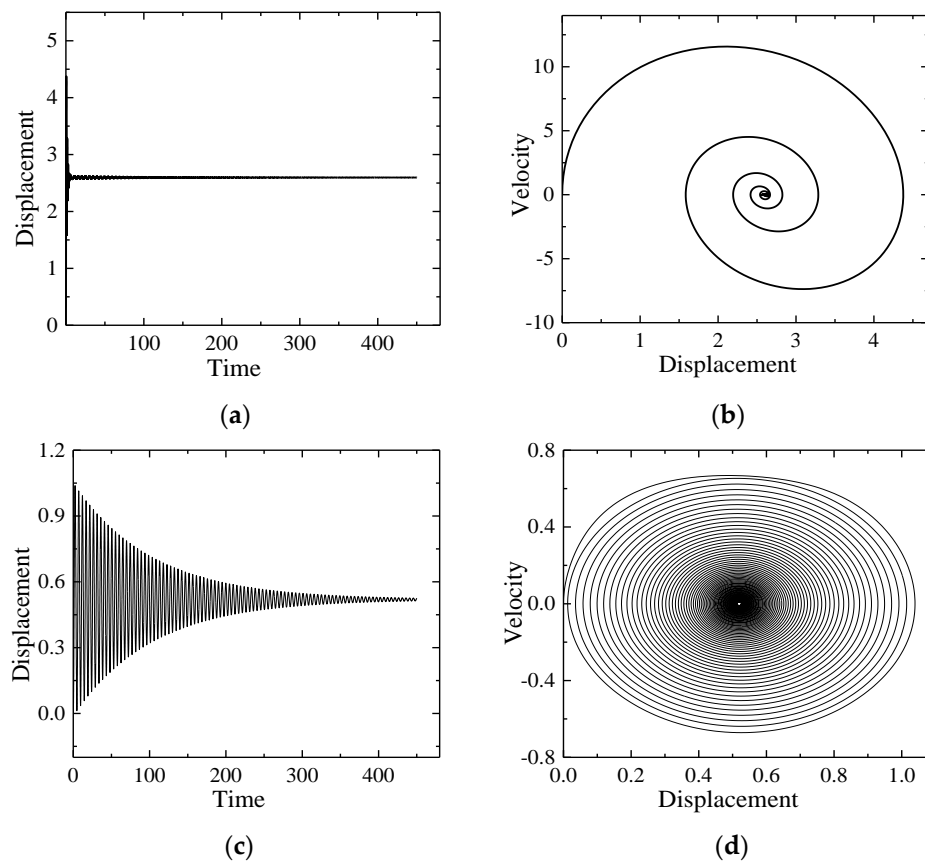 5
4
3
2
1
0
Displacement
100 200 300 400
Time
(a)
10
5
0
-5
-10
Velocity
0 1 2 3 4
Displacement
(b)
1.2
0.9
0.6
0.3
0.0
Displacement
0 100 200 300 400
Time
(c)
0.8
0.4
0.0
-0.4
-0.8
Velocity
0.0 0.2 0.4 0.6 0.8 1.0
Displacement
(d)